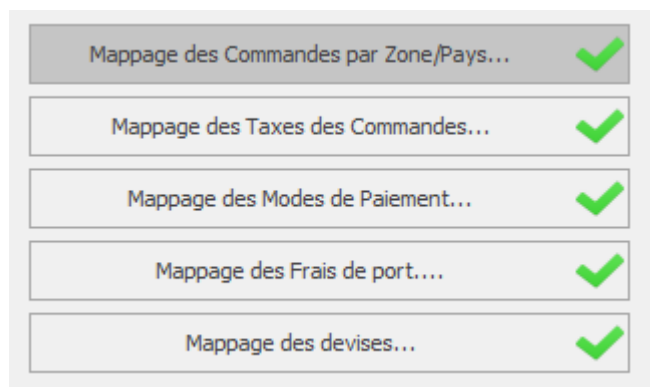 Mappage des Commandes par Zone/Pays...
Mappage des Taxes des Commandes...
Mappage des Modes de Paiement...
Mappage des Frais de port....
Mappage des devises...